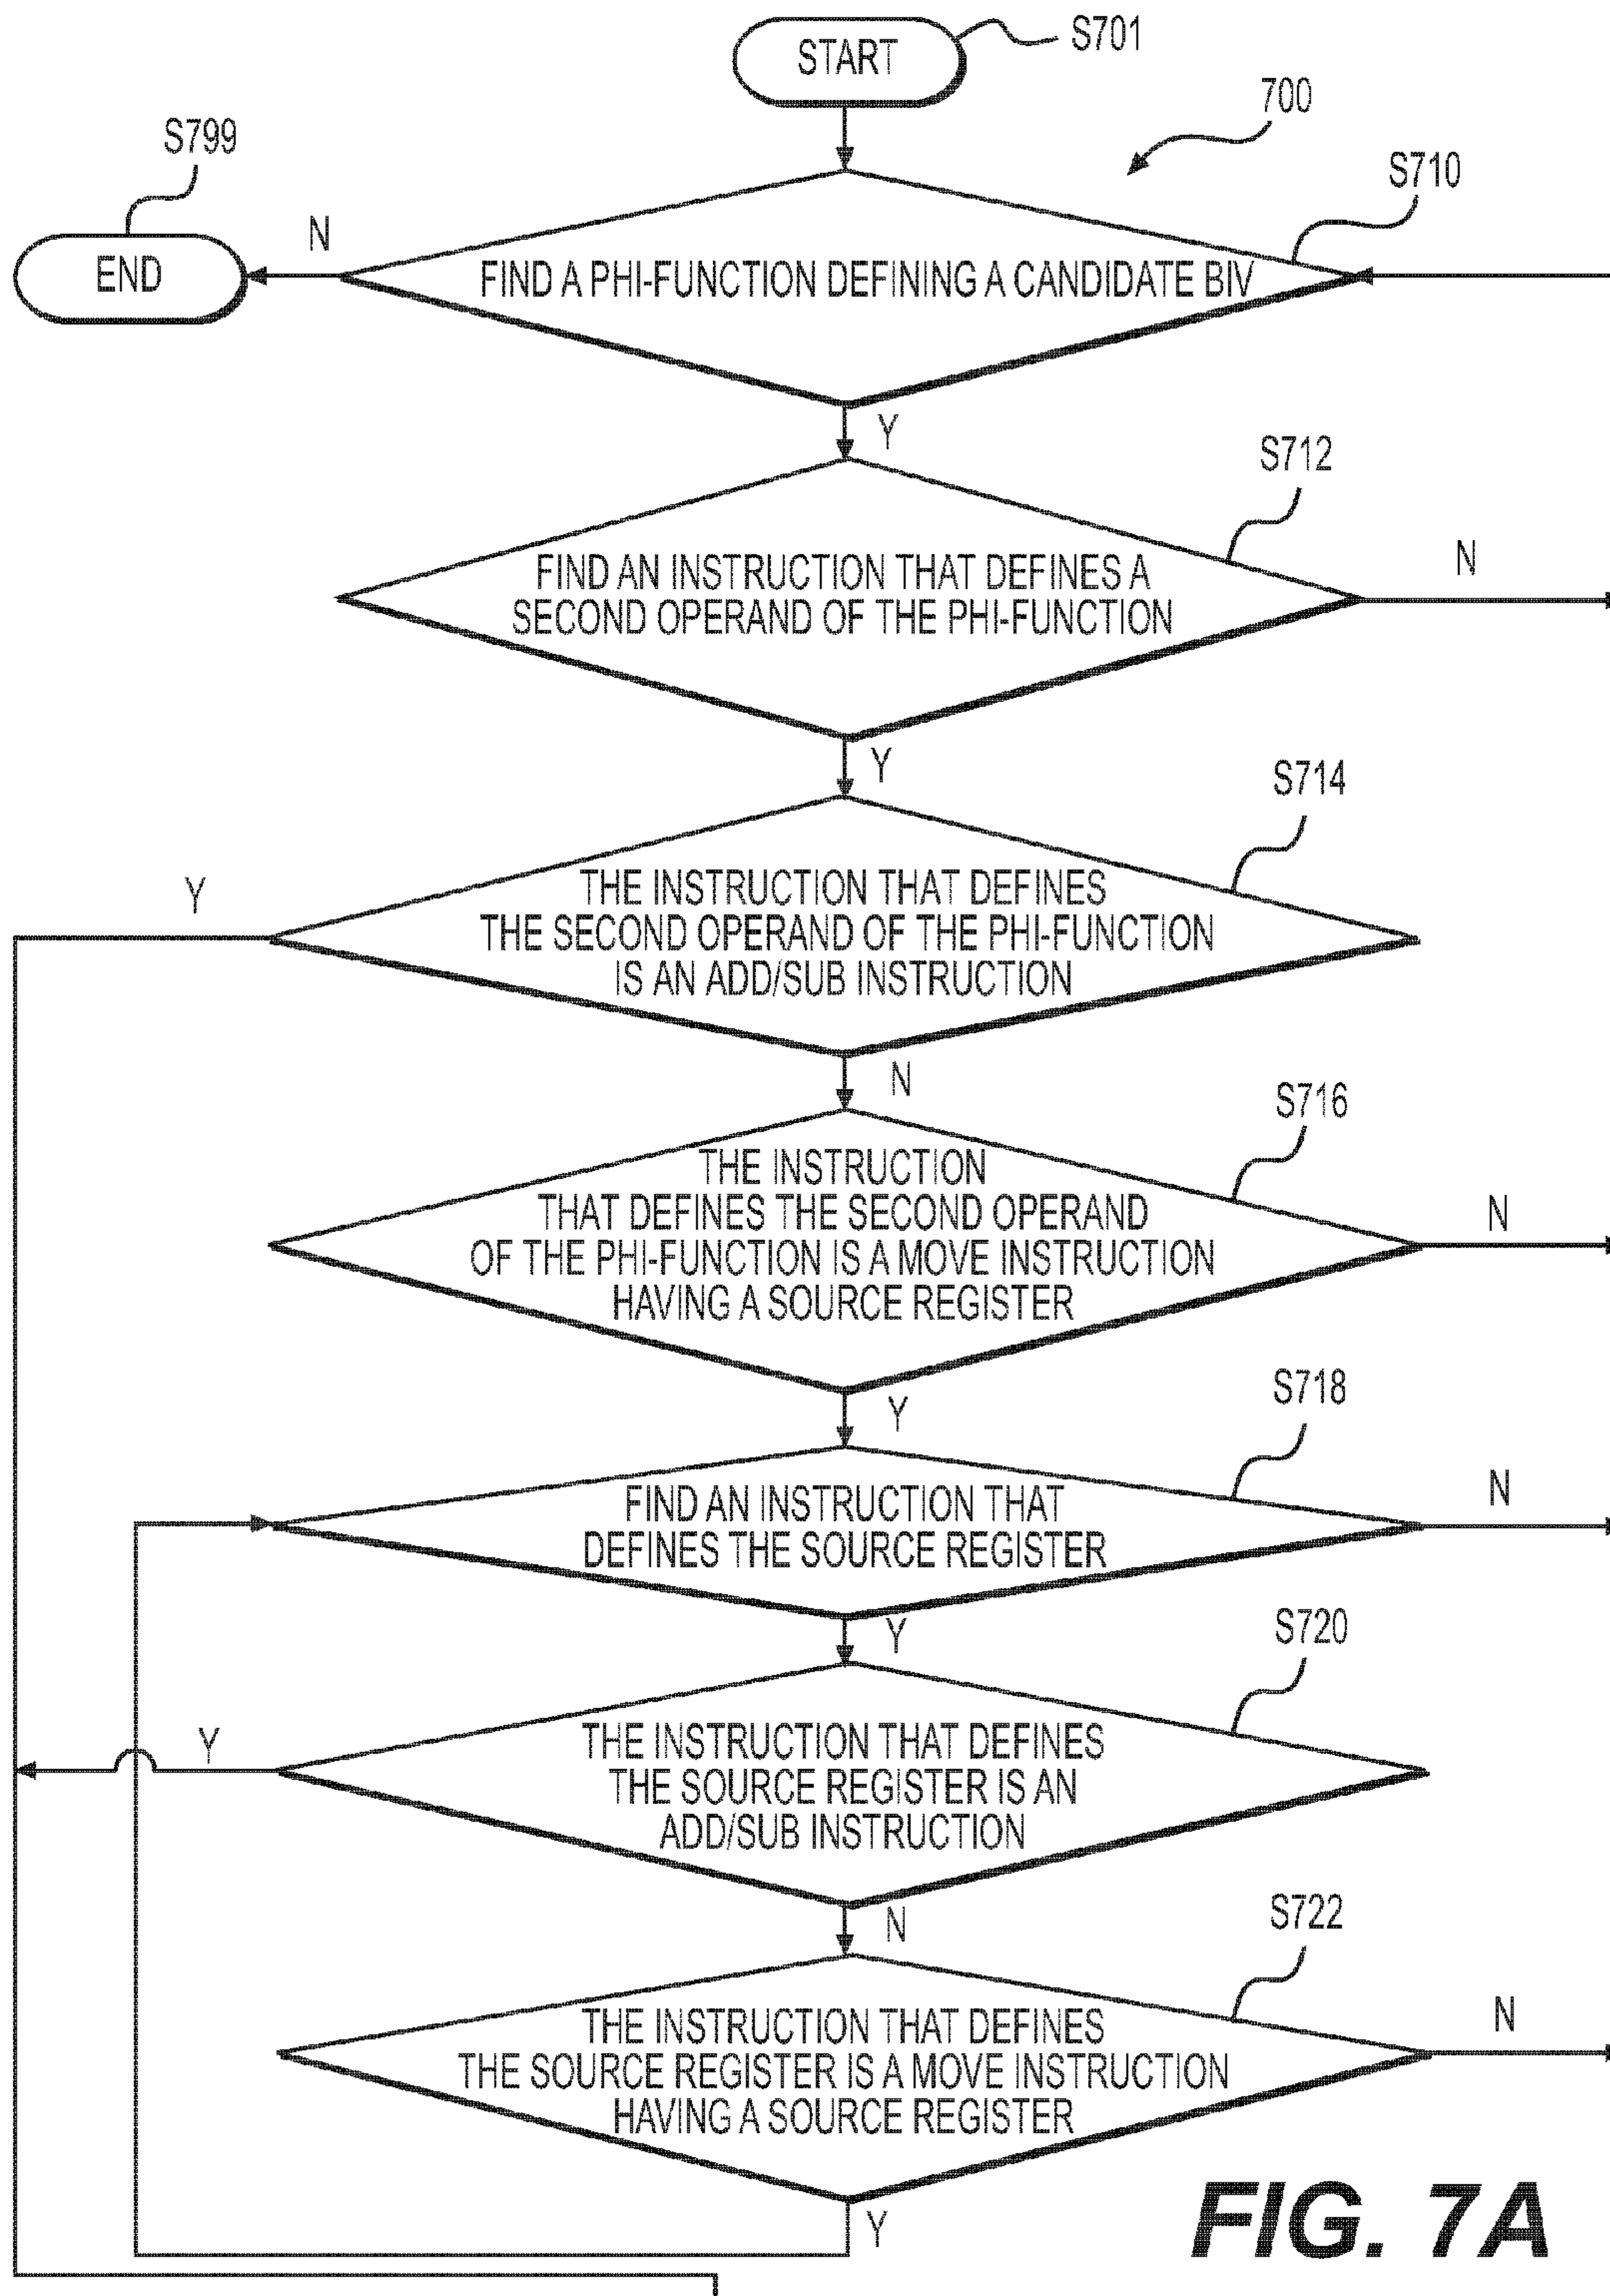 START
S701
700
S799
S710
N
END
FIND A PHI-FUNCTION DEFINING A CANDIDATE BIV
Y
S712
FIND AN INSTRUCTION THAT DEFINES A
SECOND OPERAND OF THE PHI-FUNCTION
N
Y
S714
Y
THE INSTRUCTION THAT DEFINES
THE SECOND OPERAND OF THE PHI-FUNCTION
IS AN ADD/SUB INSTRUCTION
N
S716
THE INSTRUCTION
THAT DEFINES THE SECOND OPERAND
OF THE PHI-FUNCTION IS A MOVE INSTRUCTION
HAVING A SOURCE REGISTER
N
Y
S718
FIND AN INSTRUCTION THAT
DEFINES THE SOURCE REGISTER
N
Y
S720
Y
THE INSTRUCTION THAT DEFINES
THE SOURCE REGISTER IS AN
ADD/SUB INSTRUCTION
N
S722
THE INSTRUCTION THAT DEFINES
THE SOURCE REGISTER IS A MOVE INSTRUCTION
HAVING A SOURCE REGISTER
N
Y
FIG. 7A